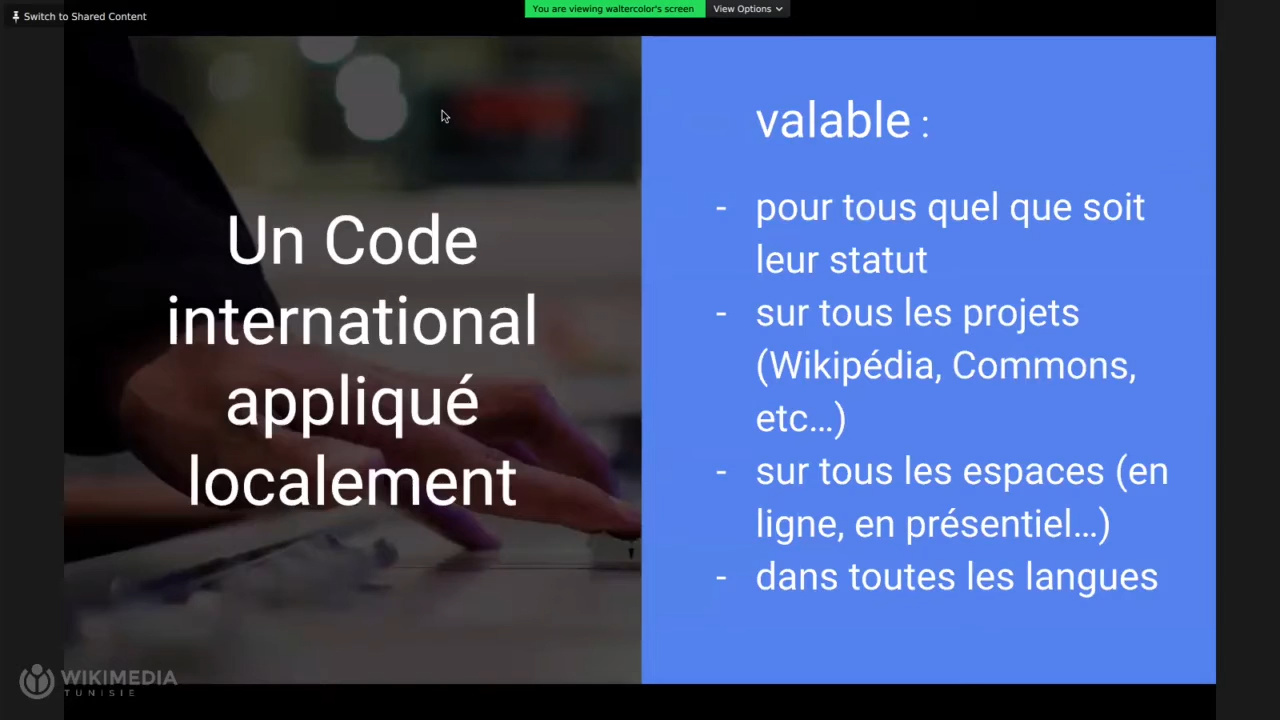 Switch to Shared Content
You are viewing waltercolor's screen
View Options
Un Code
international
appliqué
localement
valable :
- pour tous quel que soit
leur statut
- sur tous les projets
(Wikipédia, Commons,
etc…)
- sur tous les espaces (en
ligne, en présentiel…)
- dans toutes les langues
WIKIMEDIA
TUNISIE